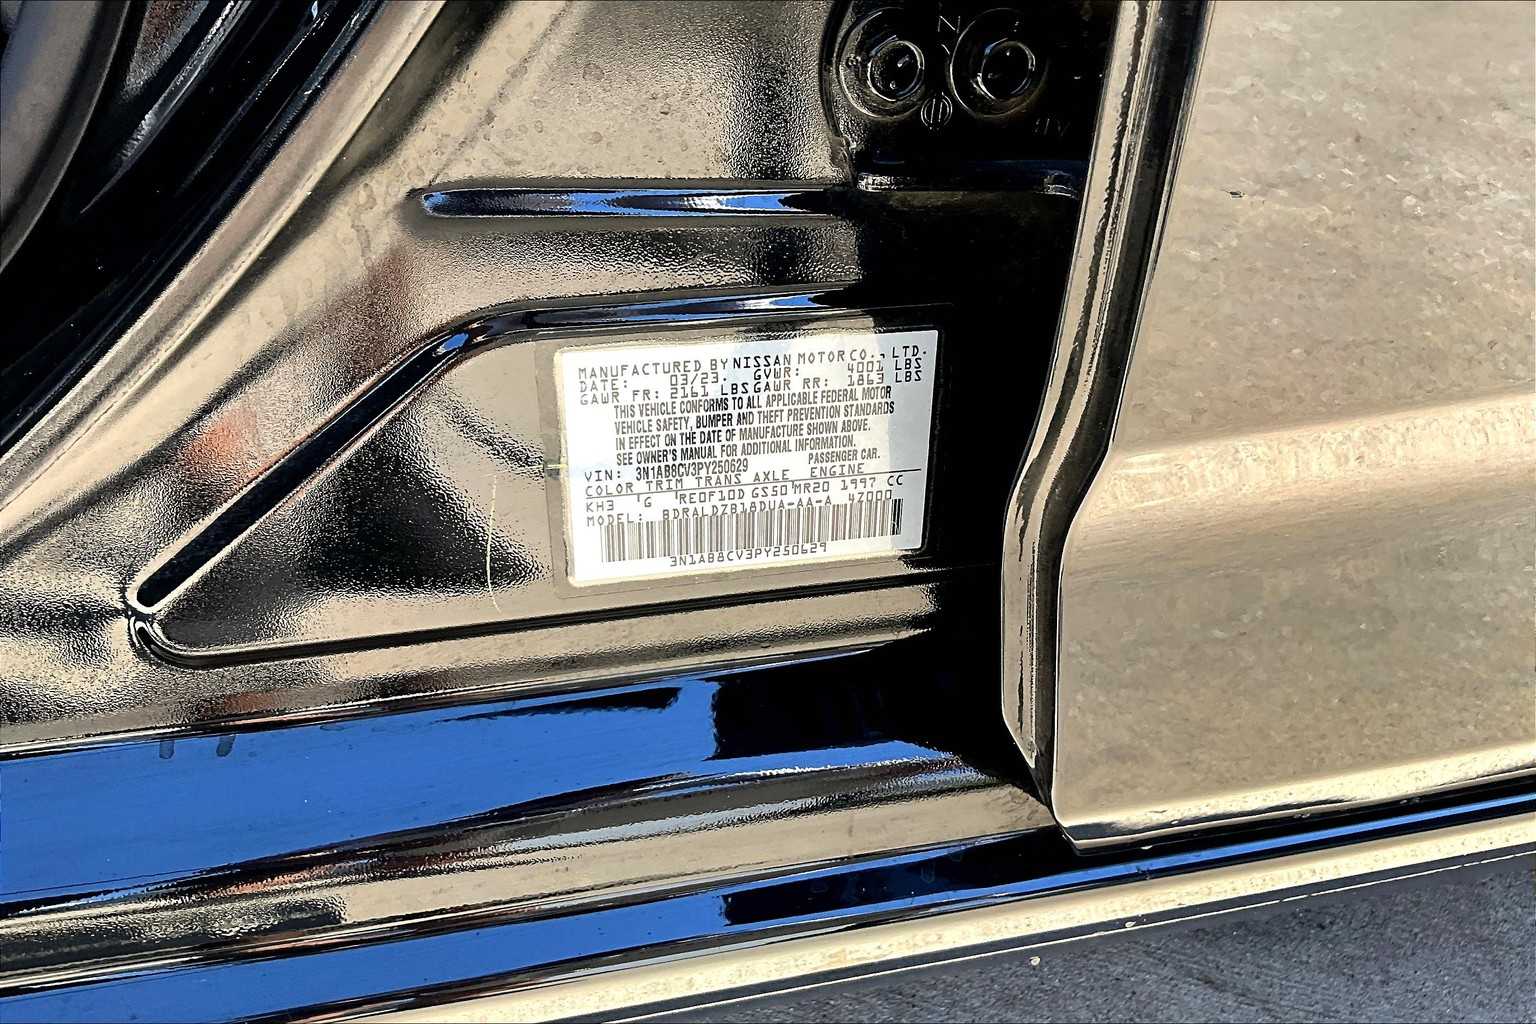 MANUFACTURED BY NISSAN MOTOR CO., LTD.
DATE: 03/23 GVWR: 4001 LBS
GAWR FR: 2161 LBS GAWR RR: 1863 LBS
THIS VEHICLE CONFORMS TO ALL APPLICABLE FEDERAL MOTOR
VEHICLE SAFETY, BUMPER AND THEFT PREVENTION STANDARDS
IN EFFECT ON THE DATE OF MANUFACTURE SHOWN ABOVE.
SEE OWNER'S MANUAL FOR ADDITIONAL INFORMATION.
VIN: 3N1AB8CV3PY250629 PASSENGER CAR.
COLOR TRIM TRANS AXLE ENGINE
KH3 G RE0F10D GS50 MR20 1997 CC
MODEL: BDRALDZB18DUA-AA-A 4Z000
3N1AB8CV3PY250629